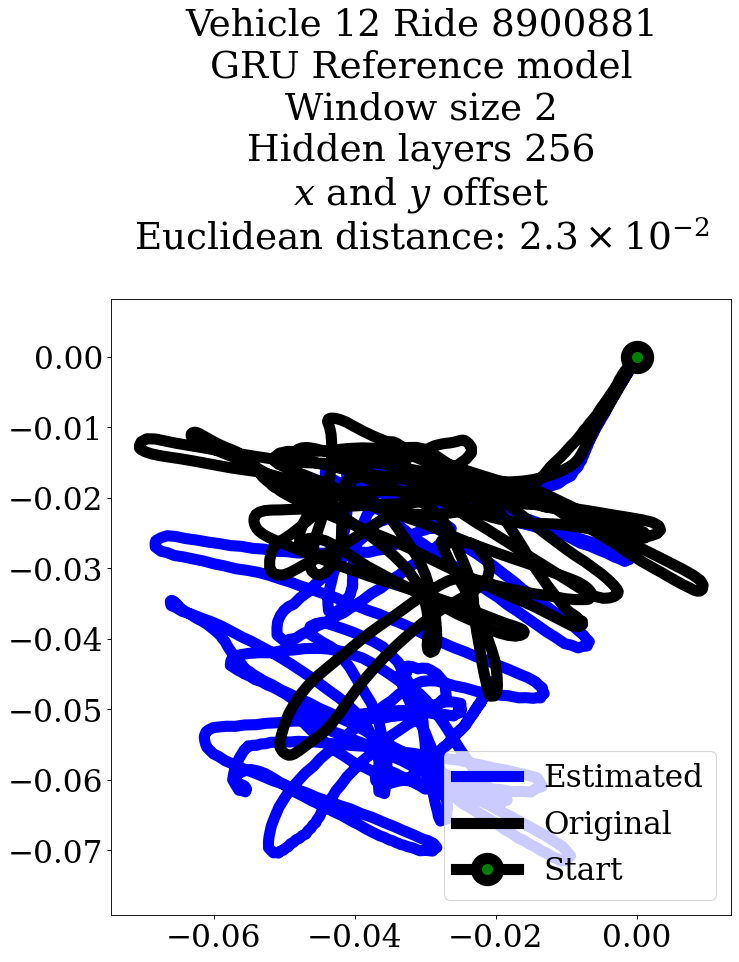 Vehicle 12 Ride 8900881
GRU Reference model
Window size 2
Hidden layers 256
x and y offset
Euclidean distance: 2.3 × 10⁻²
0.00
−0.01
−0.02
−0.03
−0.04
−0.05
−0.06
−0.07
Estimated
Original
Start
−0.06
−0.04
−0.02
0.00